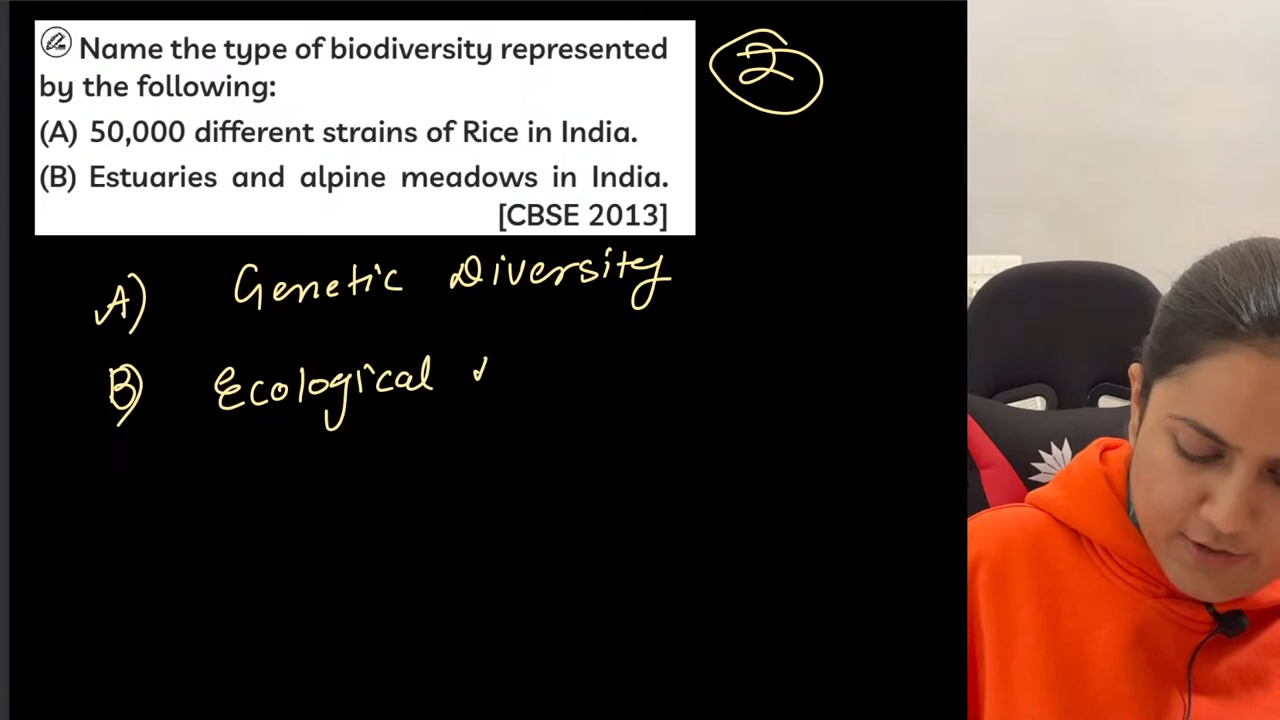 Name the type of biodiversity represented
by the following:
(A) 50,000 different strains of Rice in India.
(B) Estuaries and alpine meadows in India.
[CBSE 2013]
2
A) Genetic Diversity
B) Ecological